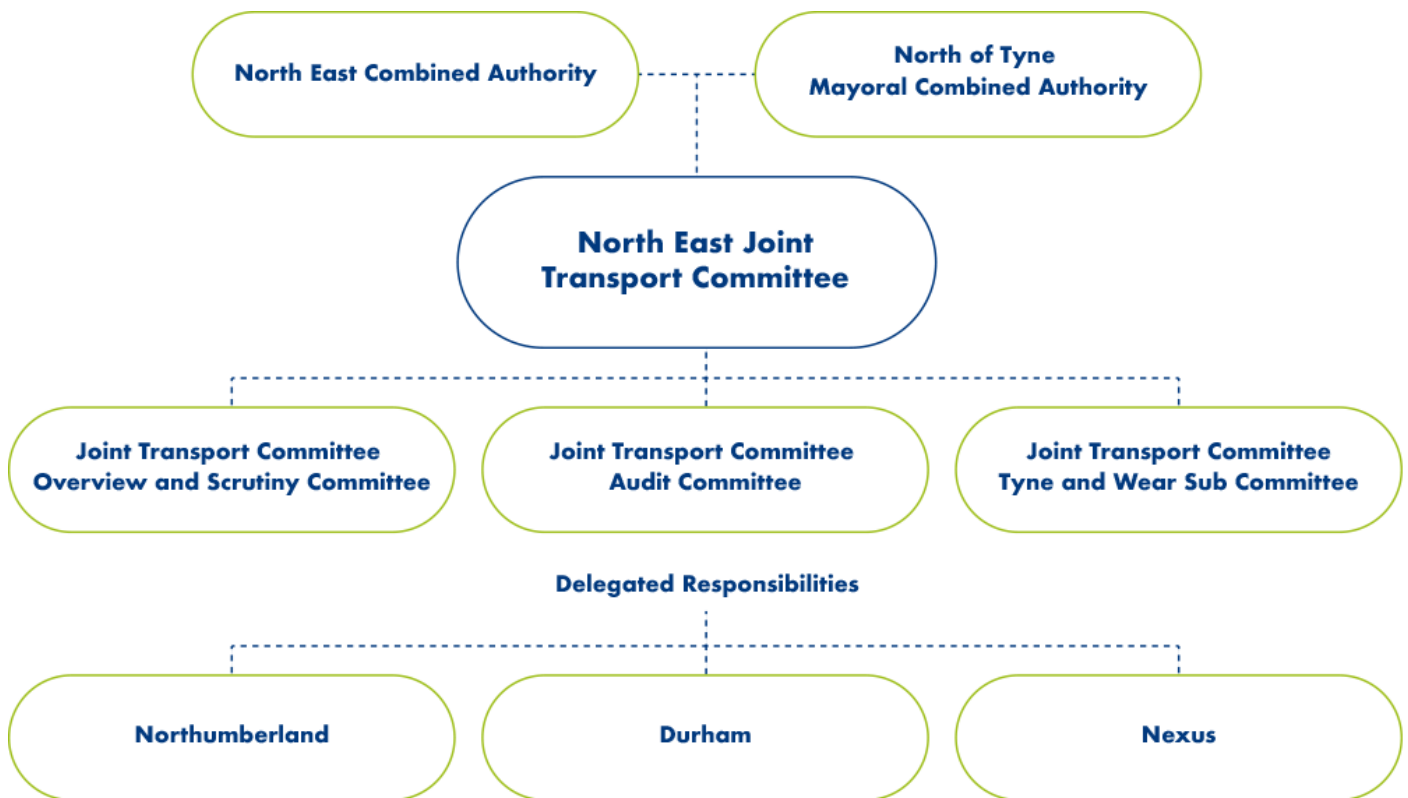 North East Combined Authority
North of Tyne
Mayoral Combined Authority
North East Joint
Transport Committee
Joint Transport Committee
Overview and Scrutiny Committee
Joint Transport Committee
Audit Committee
Joint Transport Committee
Tyne and Wear Sub Committee
Delegated Responsibilities
Northumberland
Durham
Nexus